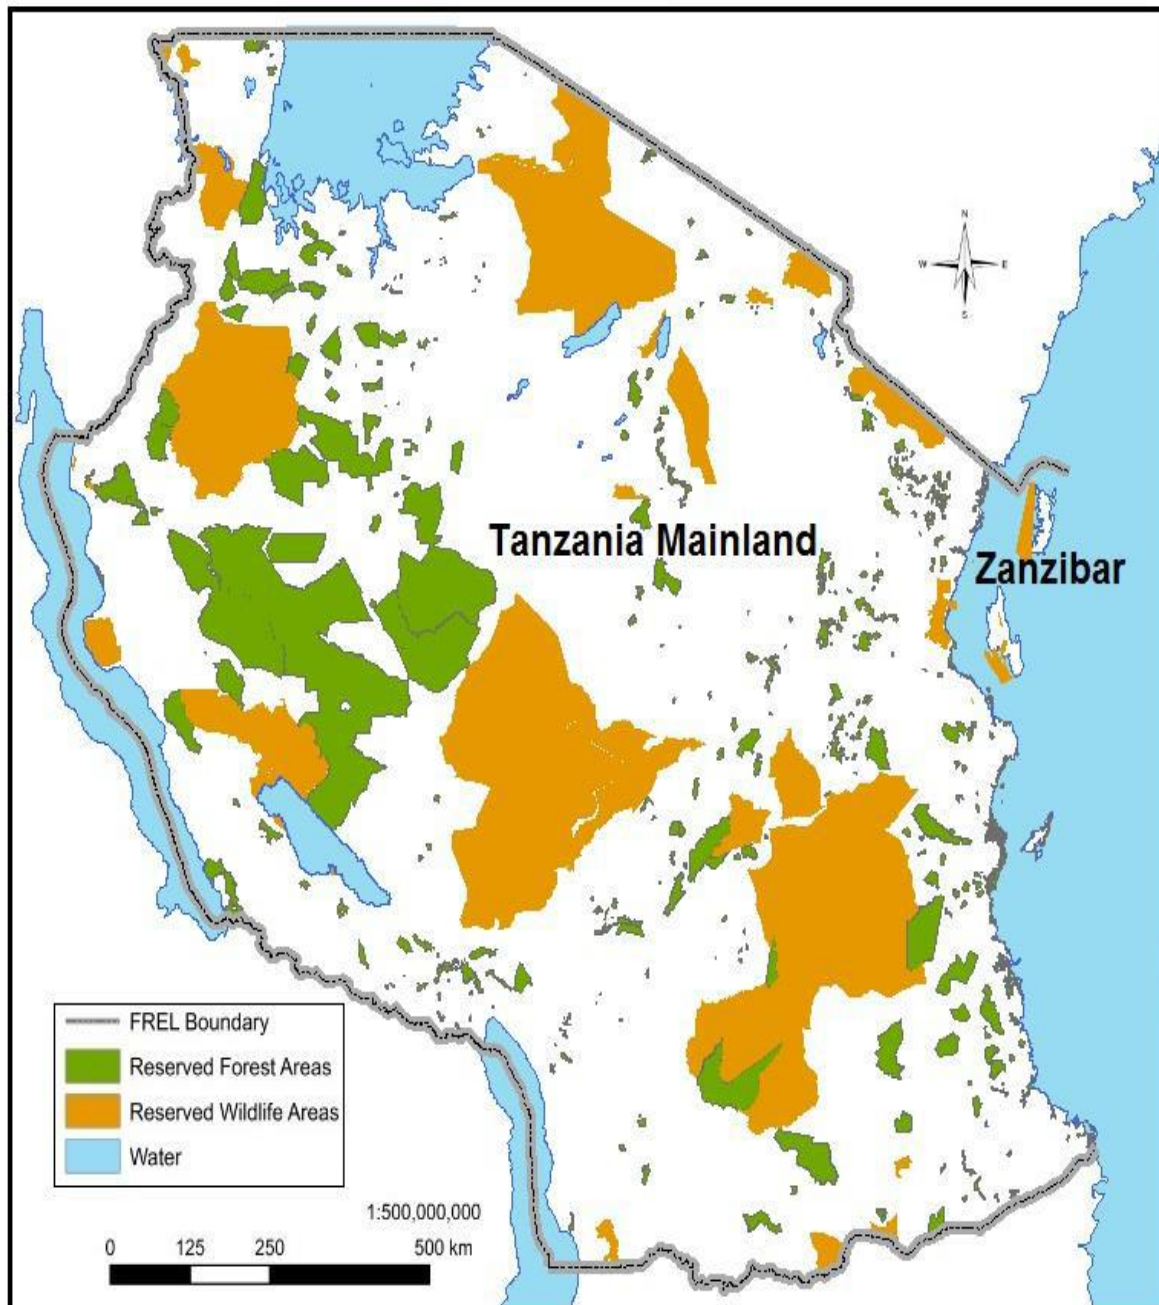 N
W E
S
Tanzania Mainland
Zanzibar
FREL Boundary
Reserved Forest Areas
Reserved Wildlife Areas
Water
1:500,000,000
0 125 250 500 km